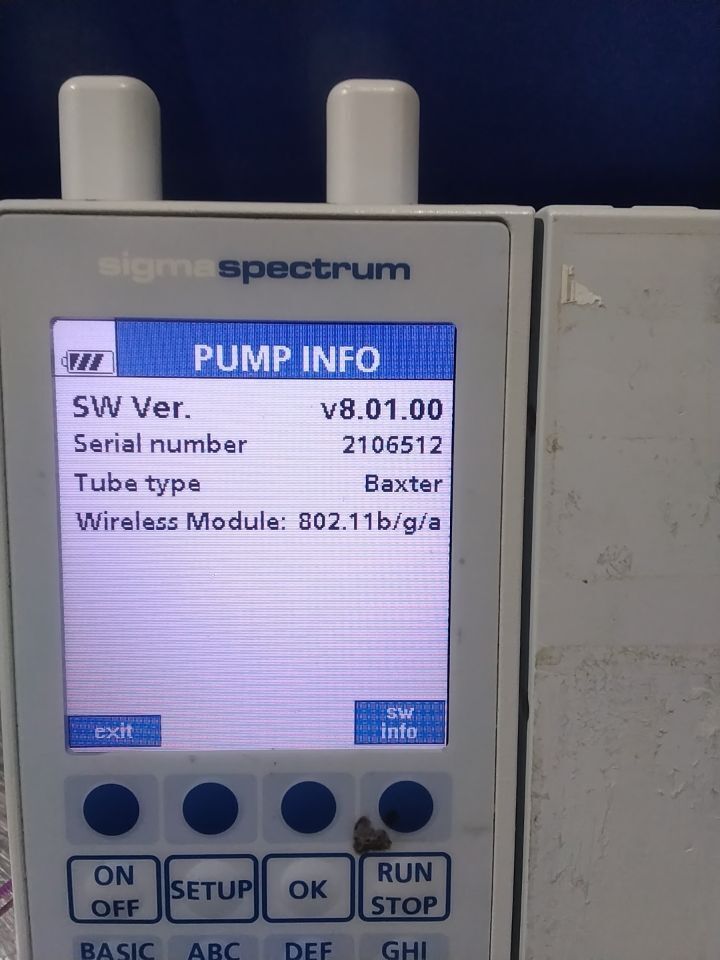 sigmaspectrum
PUMP INFO
SW Ver. v8.01.00
Serial number 2106512
Tube type Baxter
Wireless Module: 802.11b/g/a
exit
sw
info
ON
OFF
SETUP
OK
RUN
STOP
BASIC ABC DEF GHI